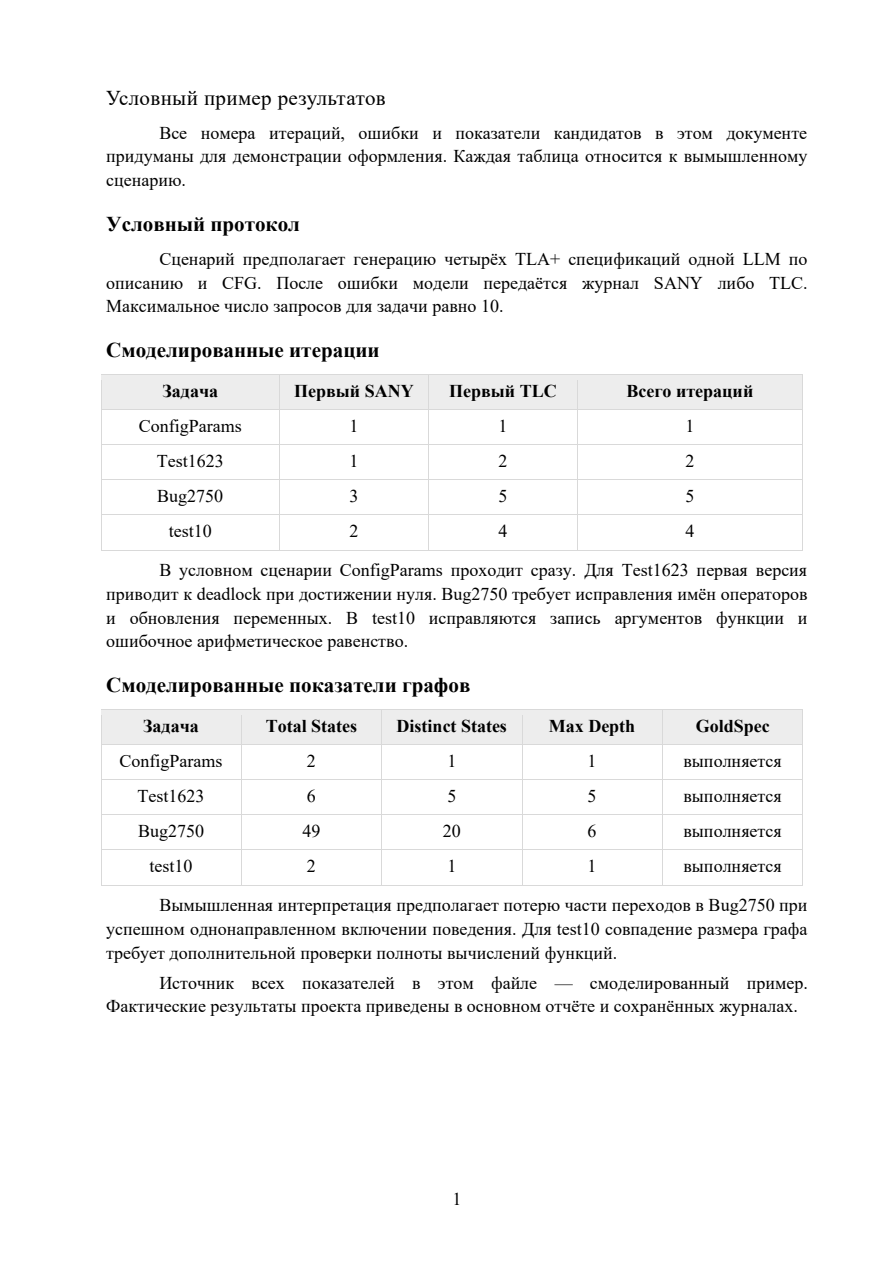 Условный пример результатов
Все номера итераций, ошибки и показатели кандидатов в этом документе
придуманы для демонстрации оформления. Каждая таблица относится к вымышленному
сценарию.
Условный протокол
Сценарий предполагает генерацию четырёх TLA+ спецификаций одной LLM по
описанию и CFG. После ошибки модели передаётся журнал SANY либо TLC.
Максимальное число запросов для задачи равно 10.
Смоделированные итерации
Задача Первый SANY Первый TLC Всего итераций
ConfigParams 1 1 1
Test1623 1 2 2
Bug2750 3 5 5
test10 2 4 4
В условном сценарии ConfigParams проходит сразу. Для Test1623 первая версия
приводит к deadlock при достижении нуля. Bug2750 требует исправления имён операторов
и обновления переменных. В test10 исправляются запись аргументов функции и
ошибочное арифметическое равенство.
Смоделированные показатели графов
Задача Total States Distinct States Max Depth GoldSpec
ConfigParams 2 1 1 выполняется
Test1623 6 5 5 выполняется
Bug2750 49 20 6 выполняется
test10 2 1 1 выполняется
Вымышленная интерпретация предполагает потерю части переходов в Bug2750 при
успешном однонаправленном включении поведения. Для test10 совпадение размера графа
требует дополнительной проверки полноты вычислений функций.
Источник всех показателей в этом файле — смоделированный пример.
Фактические результаты проекта приведены в основном отчёте и сохранённых журналах.
1